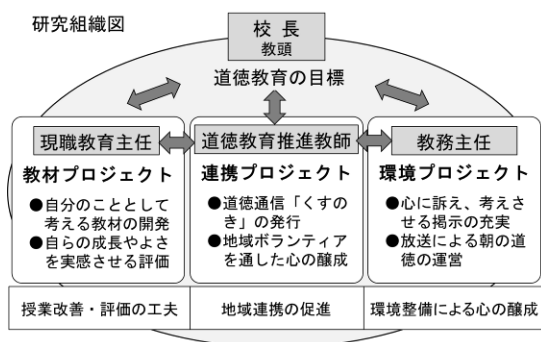 研究組織図
校 長
教頭
道徳教育の目標
現職教育主任
教材プロジェクト
●自分のこととして
考える教材の開発
●自らの成長やよさ
を実感させる評価
道徳教育推進教師
連携プロジェクト
●道徳通信「くすの
き」の発行
●地域ボランティア
を通した心の醸成
教務主任
環境プロジェクト
●心に訴え、考えさ
せる掲示の充実
●放送による朝の道
徳の運営
授業改善・評価の工夫
地域連携の促進
環境整備による心の醸成